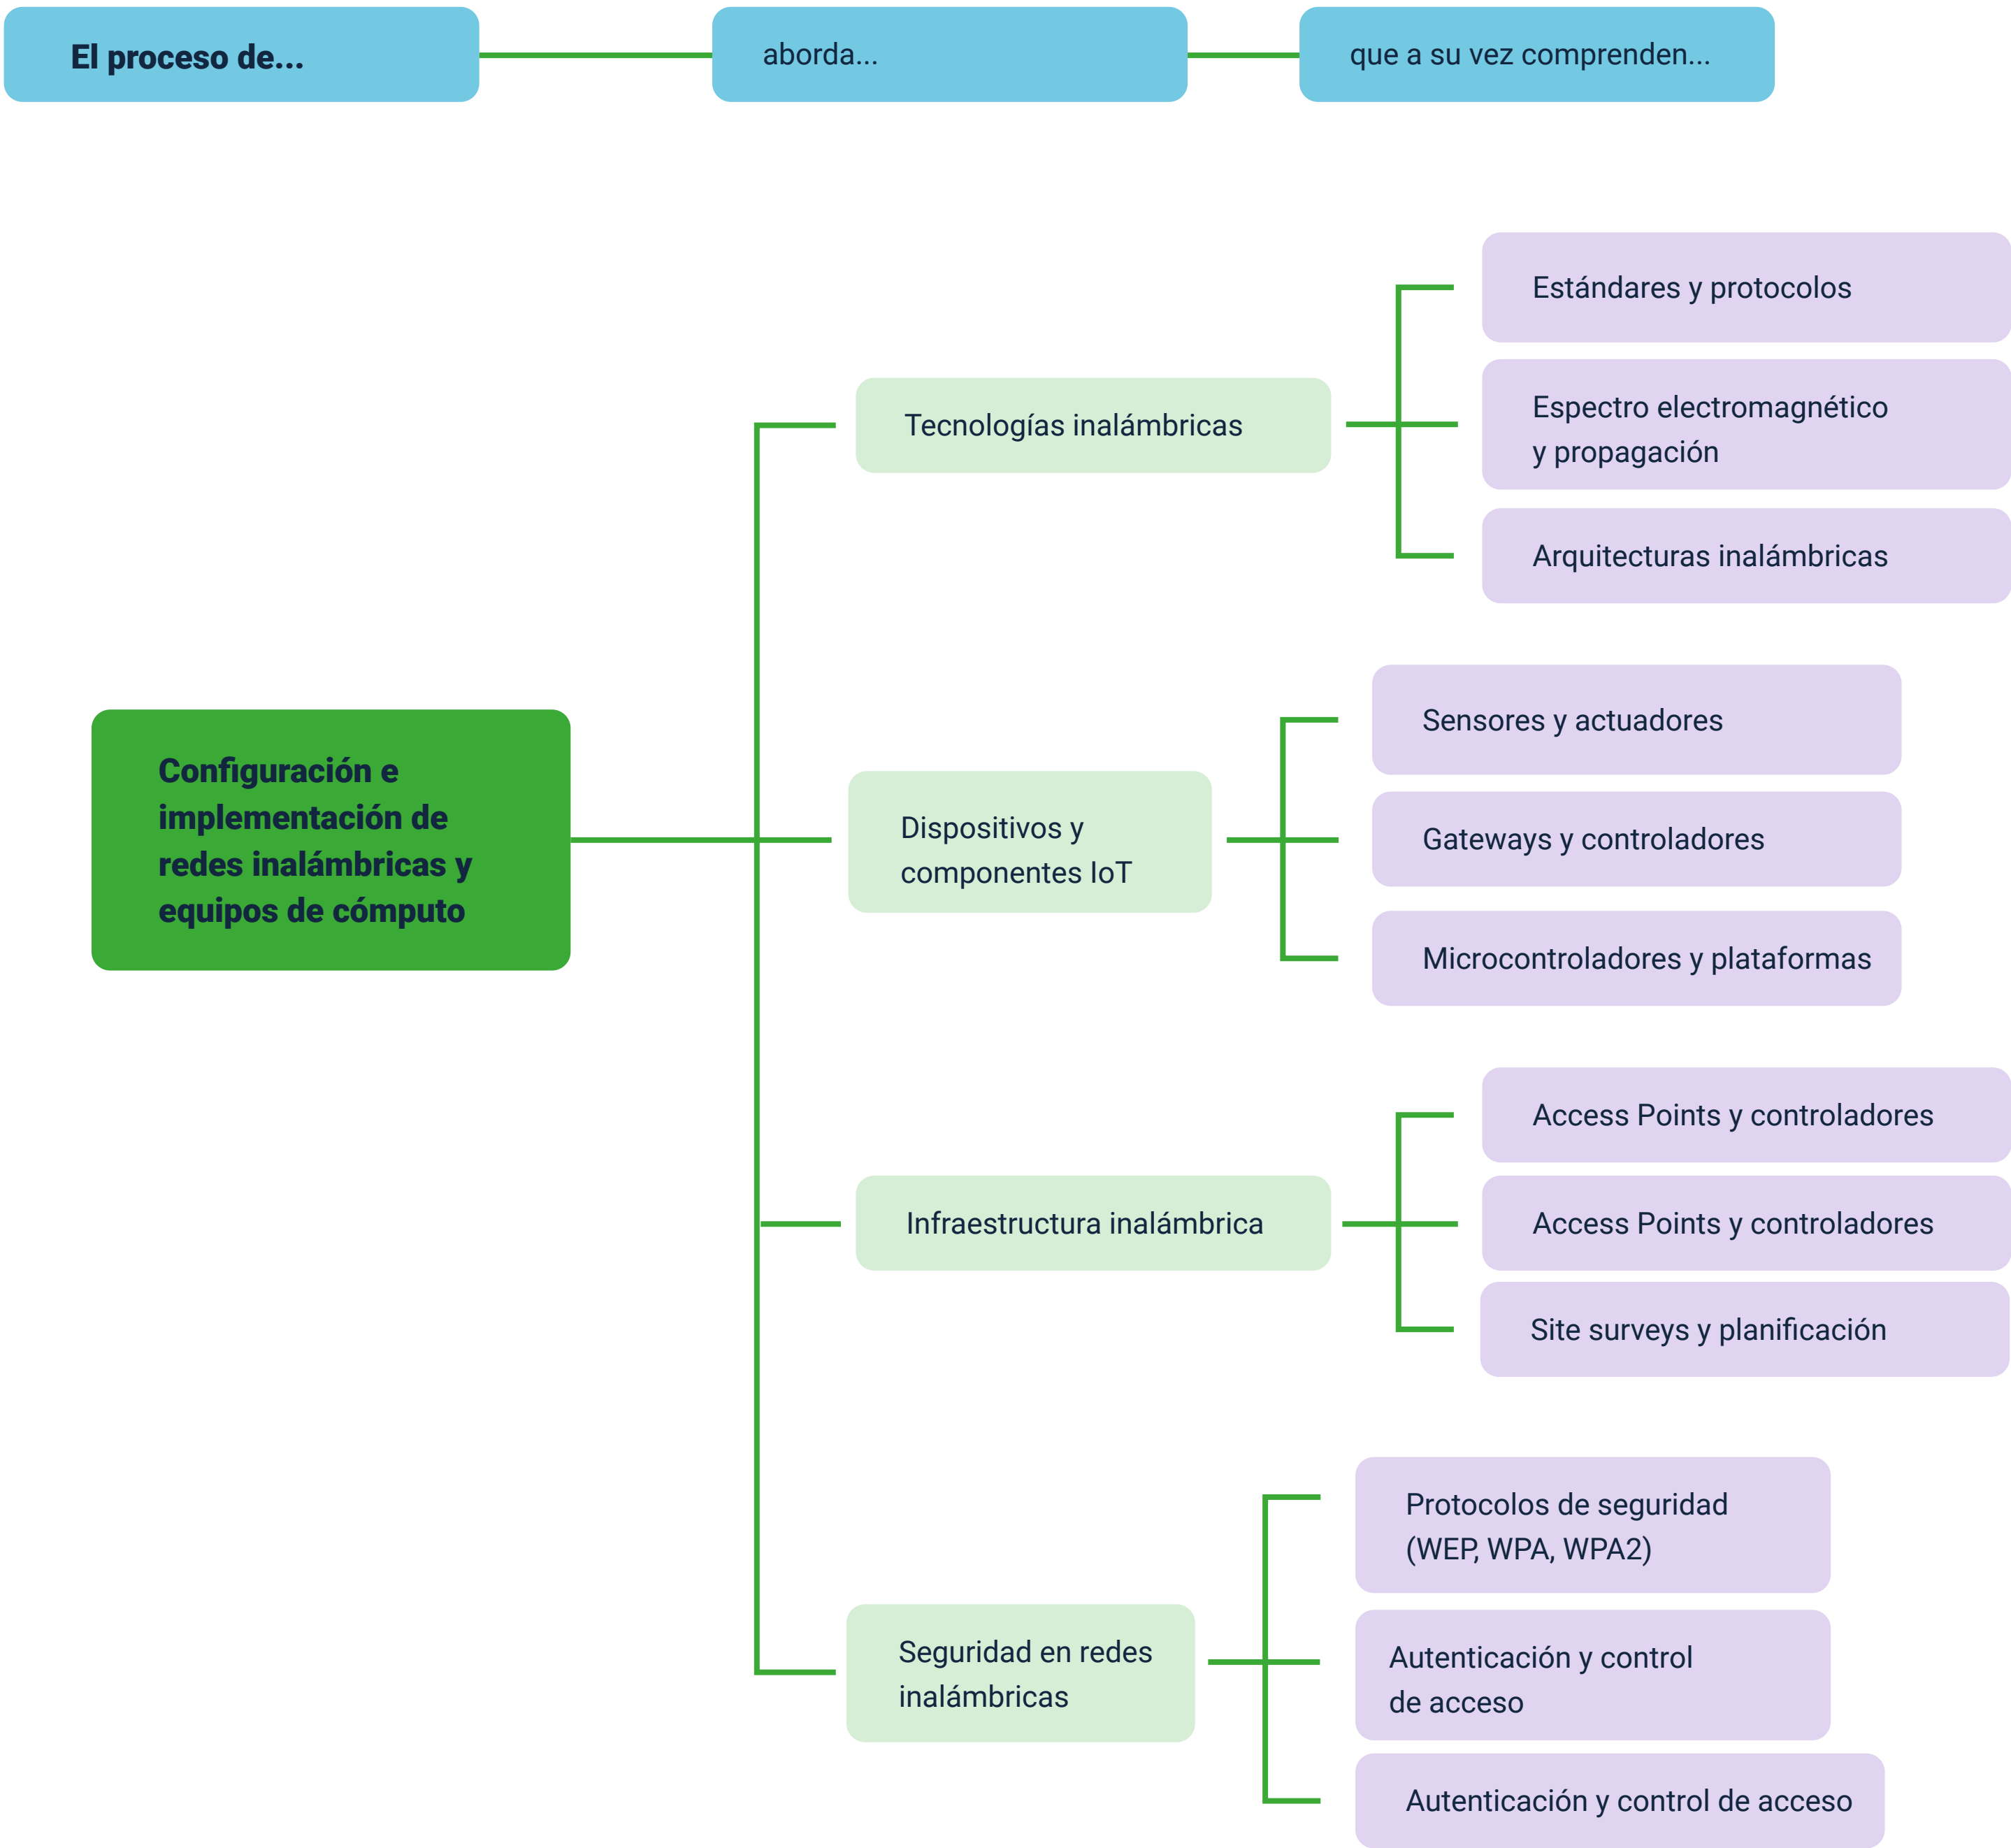 El proceso de...
aborda...
que a su vez comprenden...
Configuración e
implementación de
redes inalámbricas y
equipos de cómputo
Tecnologías inalámbricas
Estándares y protocolos
Espectro electromagnético
y propagación
Arquitecturas inalámbricas
Dispositivos y
componentes IoT
Sensores y actuadores
Gateways y controladores
Microcontroladores y plataformas
Infraestructura inalámbrica
Access Points y controladores
Access Points y controladores
Site surveys y planificación
Seguridad en redes
inalámbricas
Protocolos de seguridad
(WEP, WPA, WPA2)
Autenticación y control
de acceso
Autenticación y control de acceso